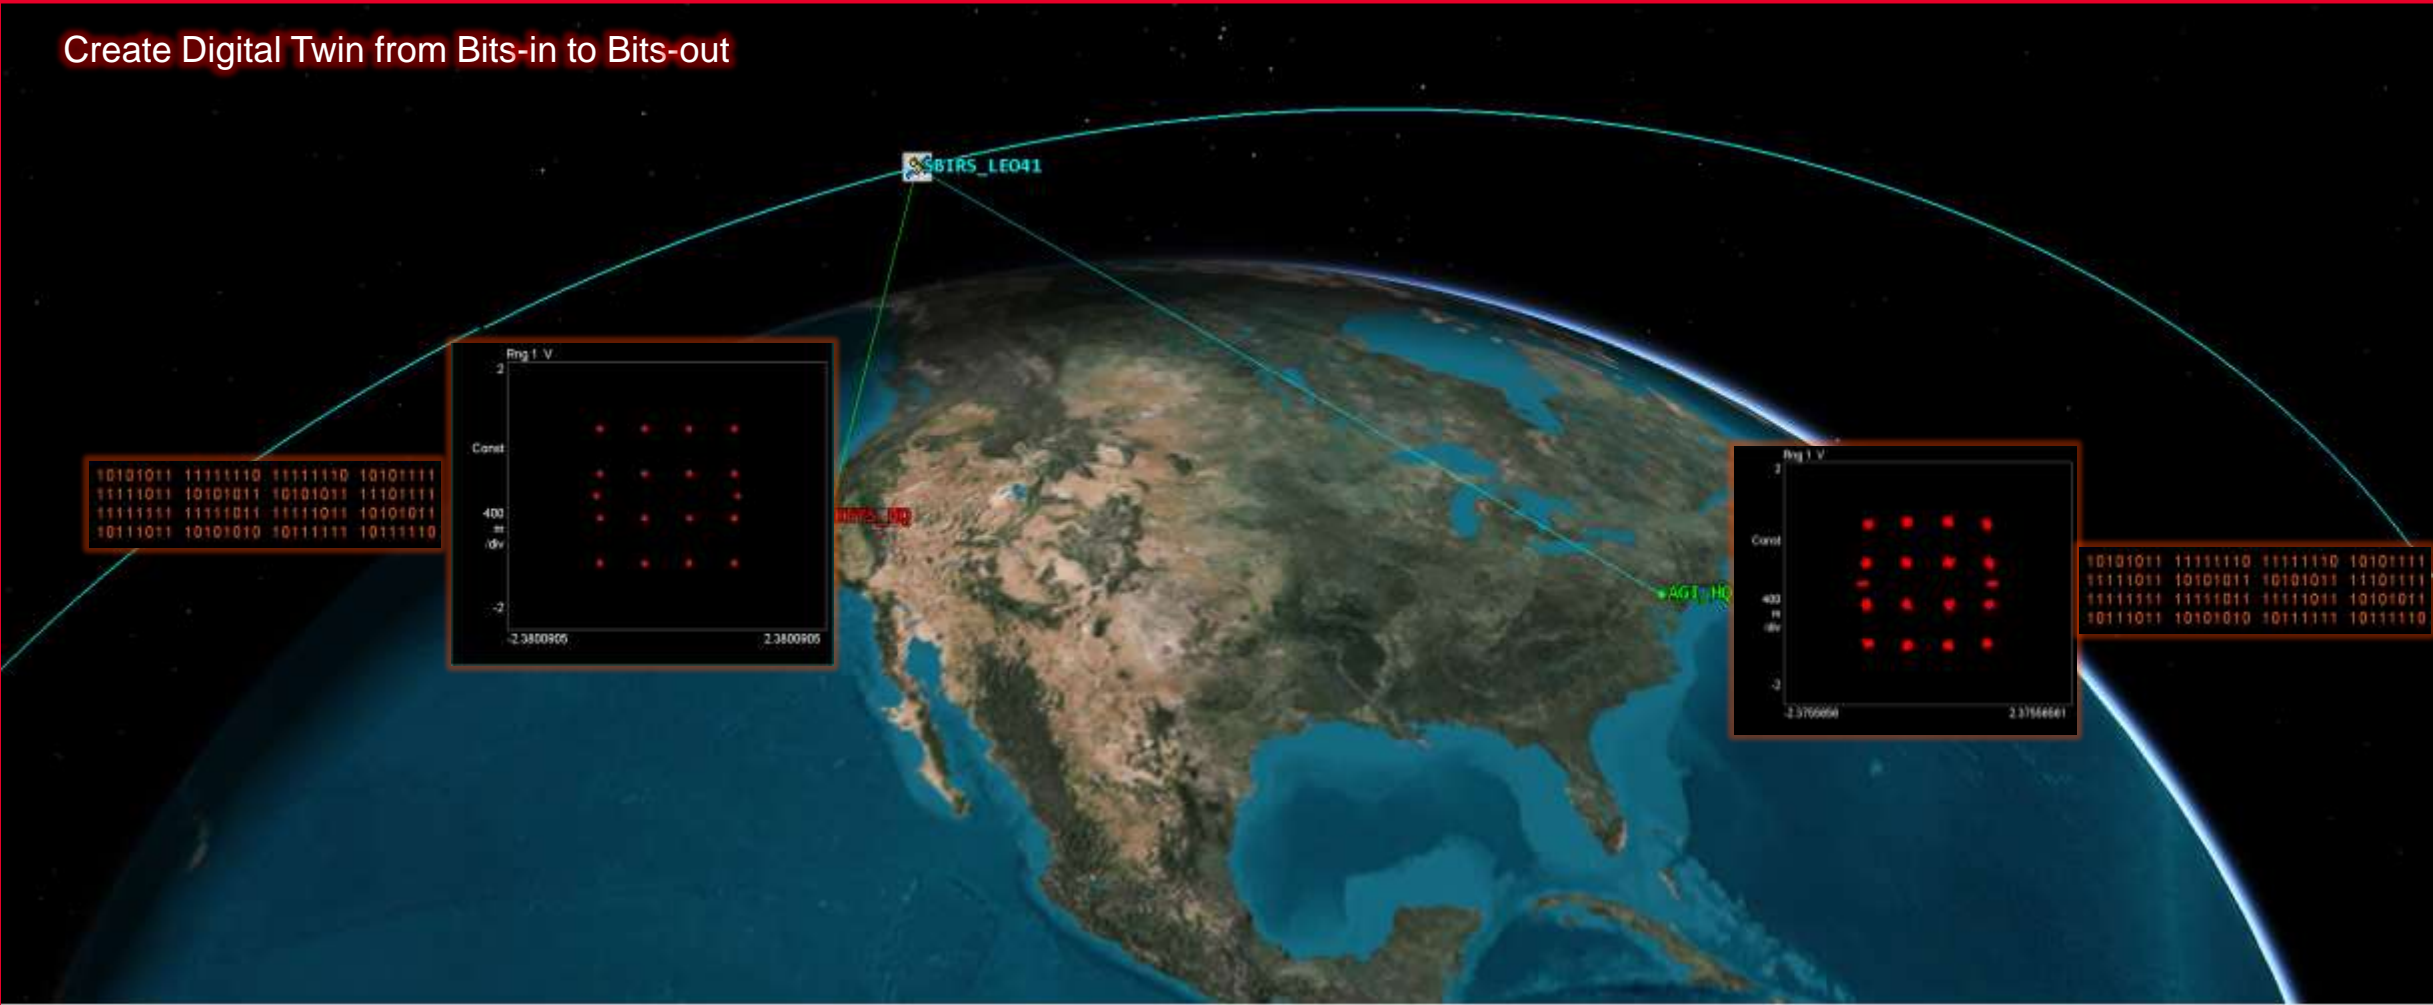 Create Digital Twin from Bits-in to Bits-out
SBIRS_LEO41
Rng 1 V
2
Const
400
m
/div
-2
-2.3800905
2.3800905
10101011 11111110 11111110 10101111
11111011 10101011 10101011 11101111
11111111 11111011 11111011 10101011
10111011 10101010 10111111 10111110
AGI_HQ
Rng 1 V
2
Const
400
m
/div
-2
10101011 11111110 11111110 10101111
11111011 10101011 10101011 11101111
11111111 11111011 11111011 10101011
10111011 10101010 10111111 10111110